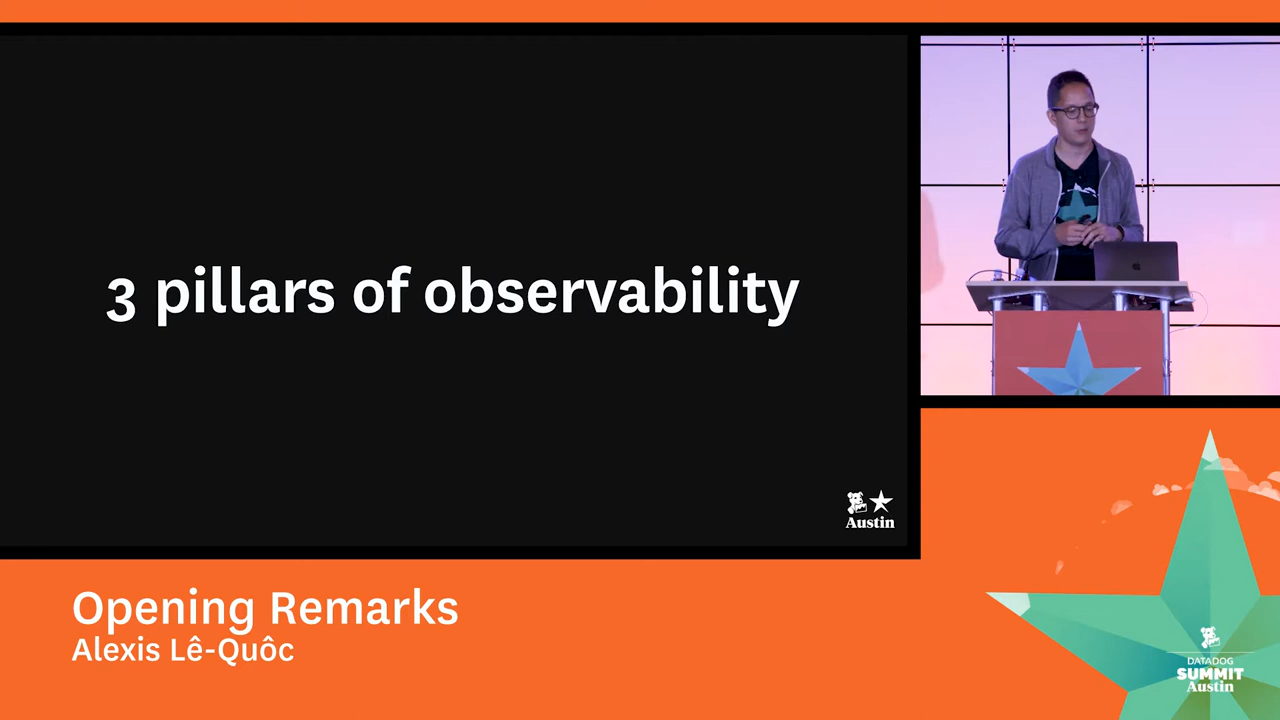 3 pillars of observability
Austin
Opening Remarks
Alexis Lê-Quôc
DATADOG
SUMMIT
Austin